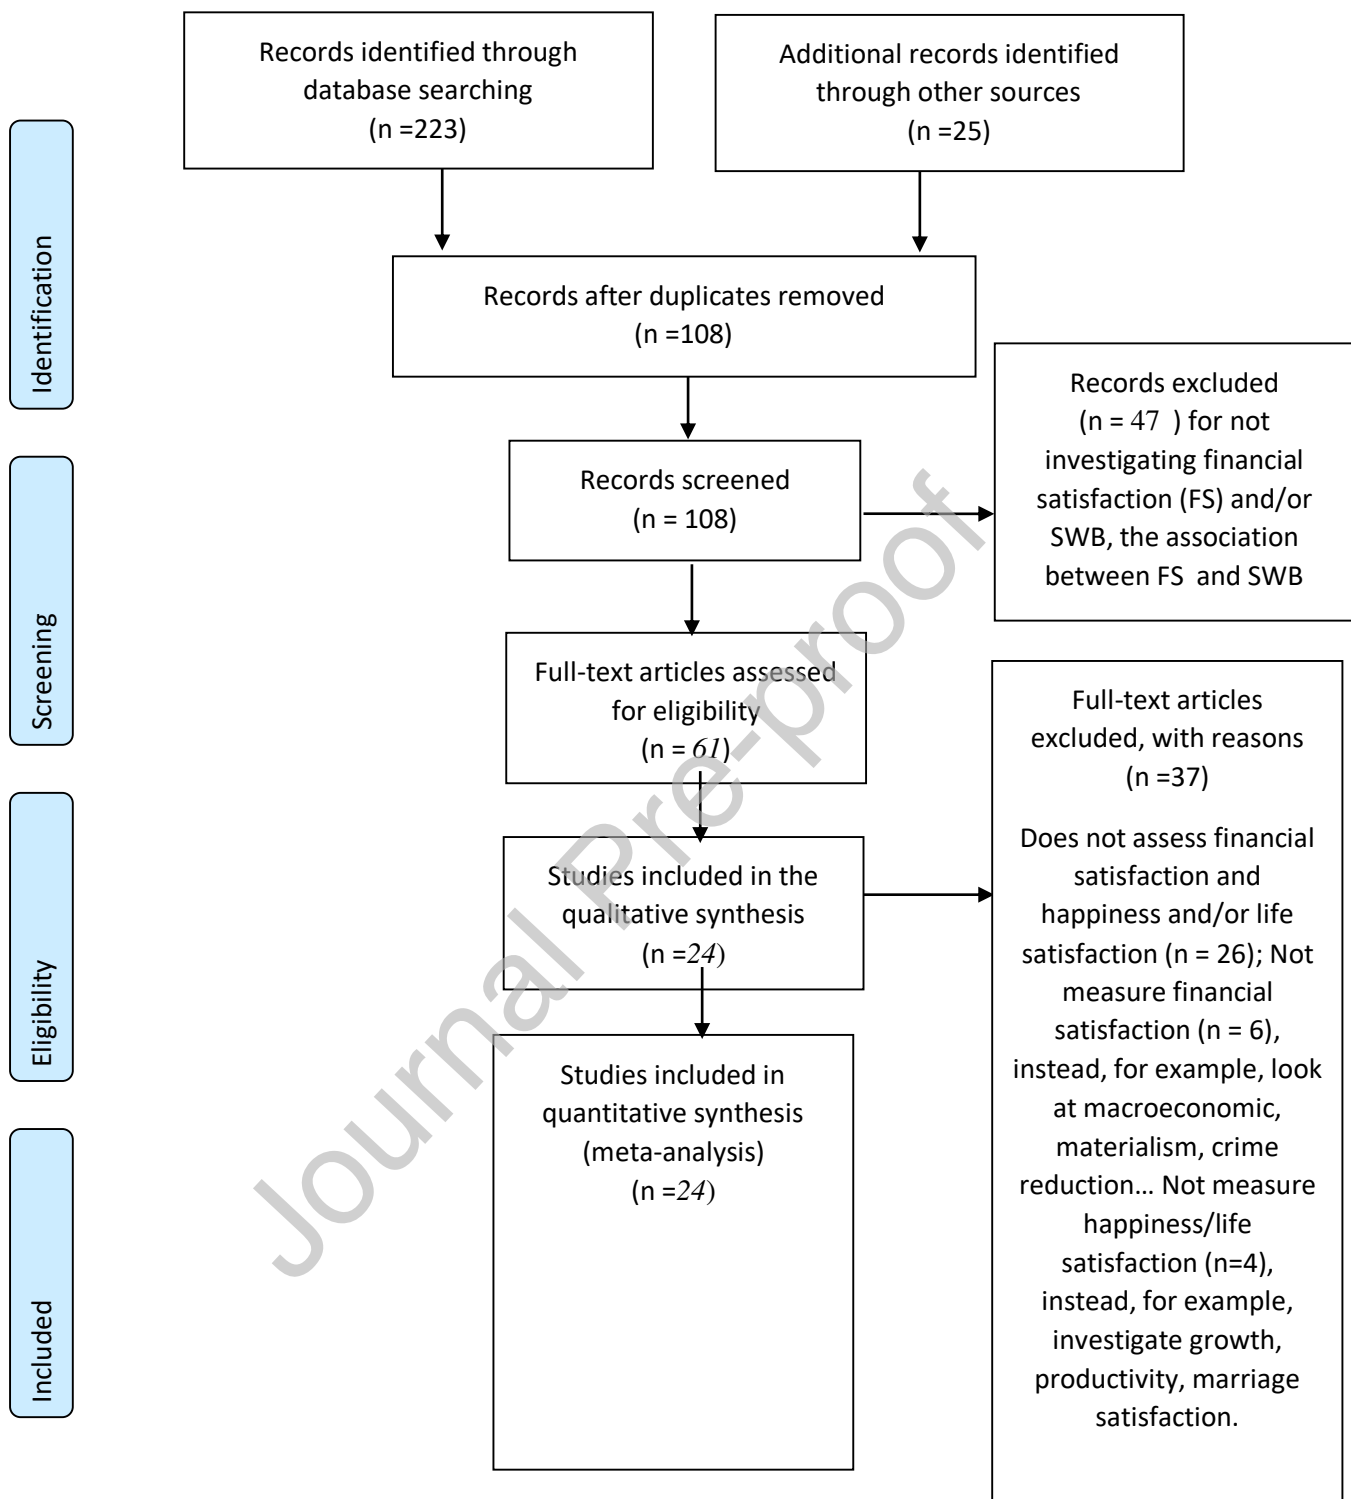 Records identified through
database searching
(n =223)
Additional records identified
through other sources
(n =25)
Identification
Records after duplicates removed
(n =108)
Records excluded
(n = 47 ) for not
investigating financial
satisfaction (FS) and/or
SWB, the association
between FS and SWB
Screening
Records screened
(n = 108)
Full-text articles assessed
for eligibility
(n = 61)
Full-text articles
excluded, with reasons
(n =37)
Does not assess financial
satisfaction and
happiness and/or life
satisfaction (n = 26); Not
measure financial
satisfaction (n = 6),
instead, for example, look
at macroeconomic,
materialism, crime
reduction... Not measure
happiness/life
satisfaction (n=4),
instead, for example,
investigate growth,
productivity, marriage
satisfaction.
Eligibility
Studies included in the
qualitative synthesis
(n =24)
Studies included in
quantitative synthesis
(meta-analysis)
(n =24)
Included
Journal Pre-proof